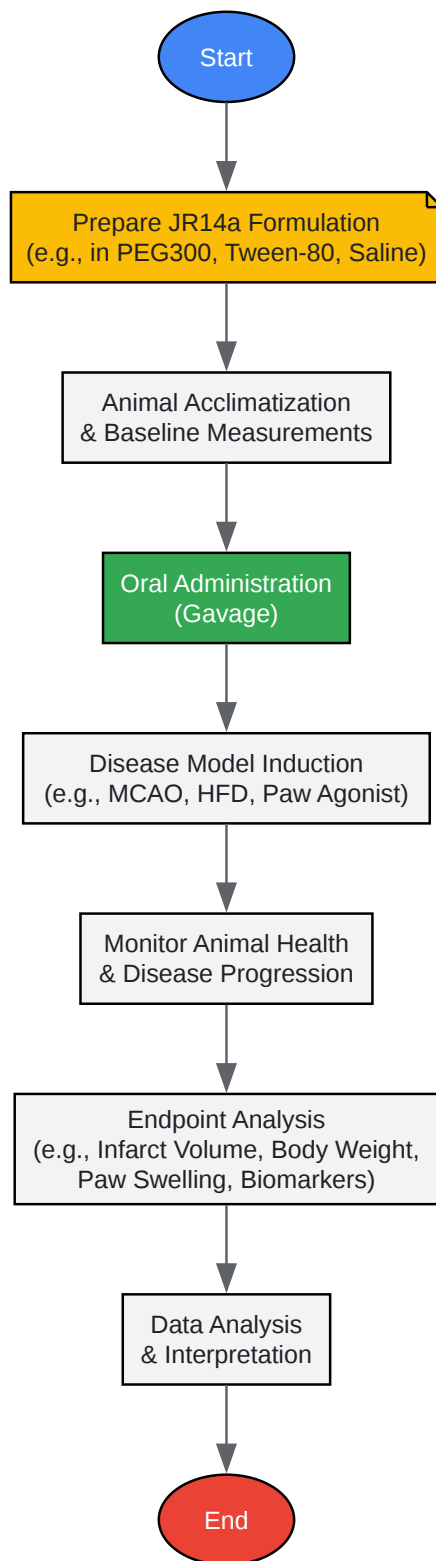 Start
Prepare JR14a Formulation
(e.g., in PEG300, Tween-80, Saline)
Animal Acclimatization
& Baseline Measurements
Oral Administration
(Gavage)
Disease Model Induction
(e.g., MCAO, HFD, Paw Agonist)
Monitor Animal Health
& Disease Progression
Endpoint Analysis
(e.g., Infarct Volume, Body Weight,
Paw Swelling, Biomarkers)
Data Analysis
& Interpretation
End